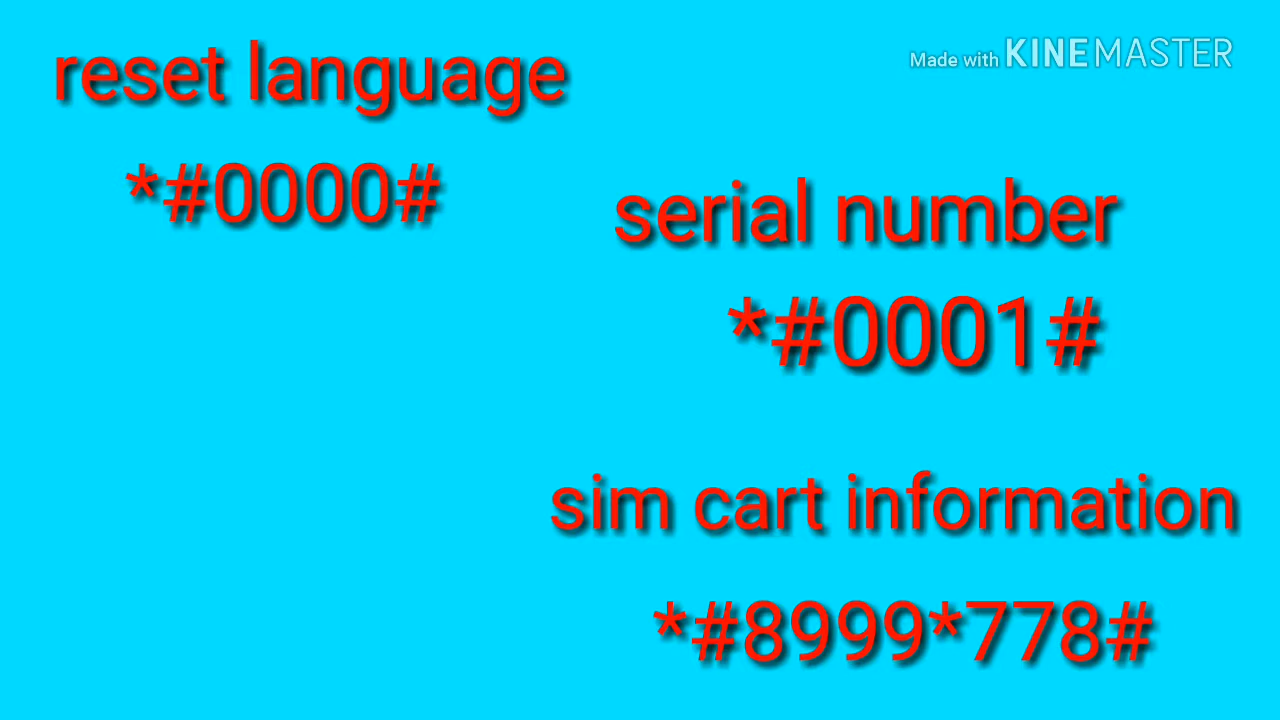 reset language
Made with KINEMASTER
*#0000#
serial number
*#0001#
sim cart information
*#8999*778#